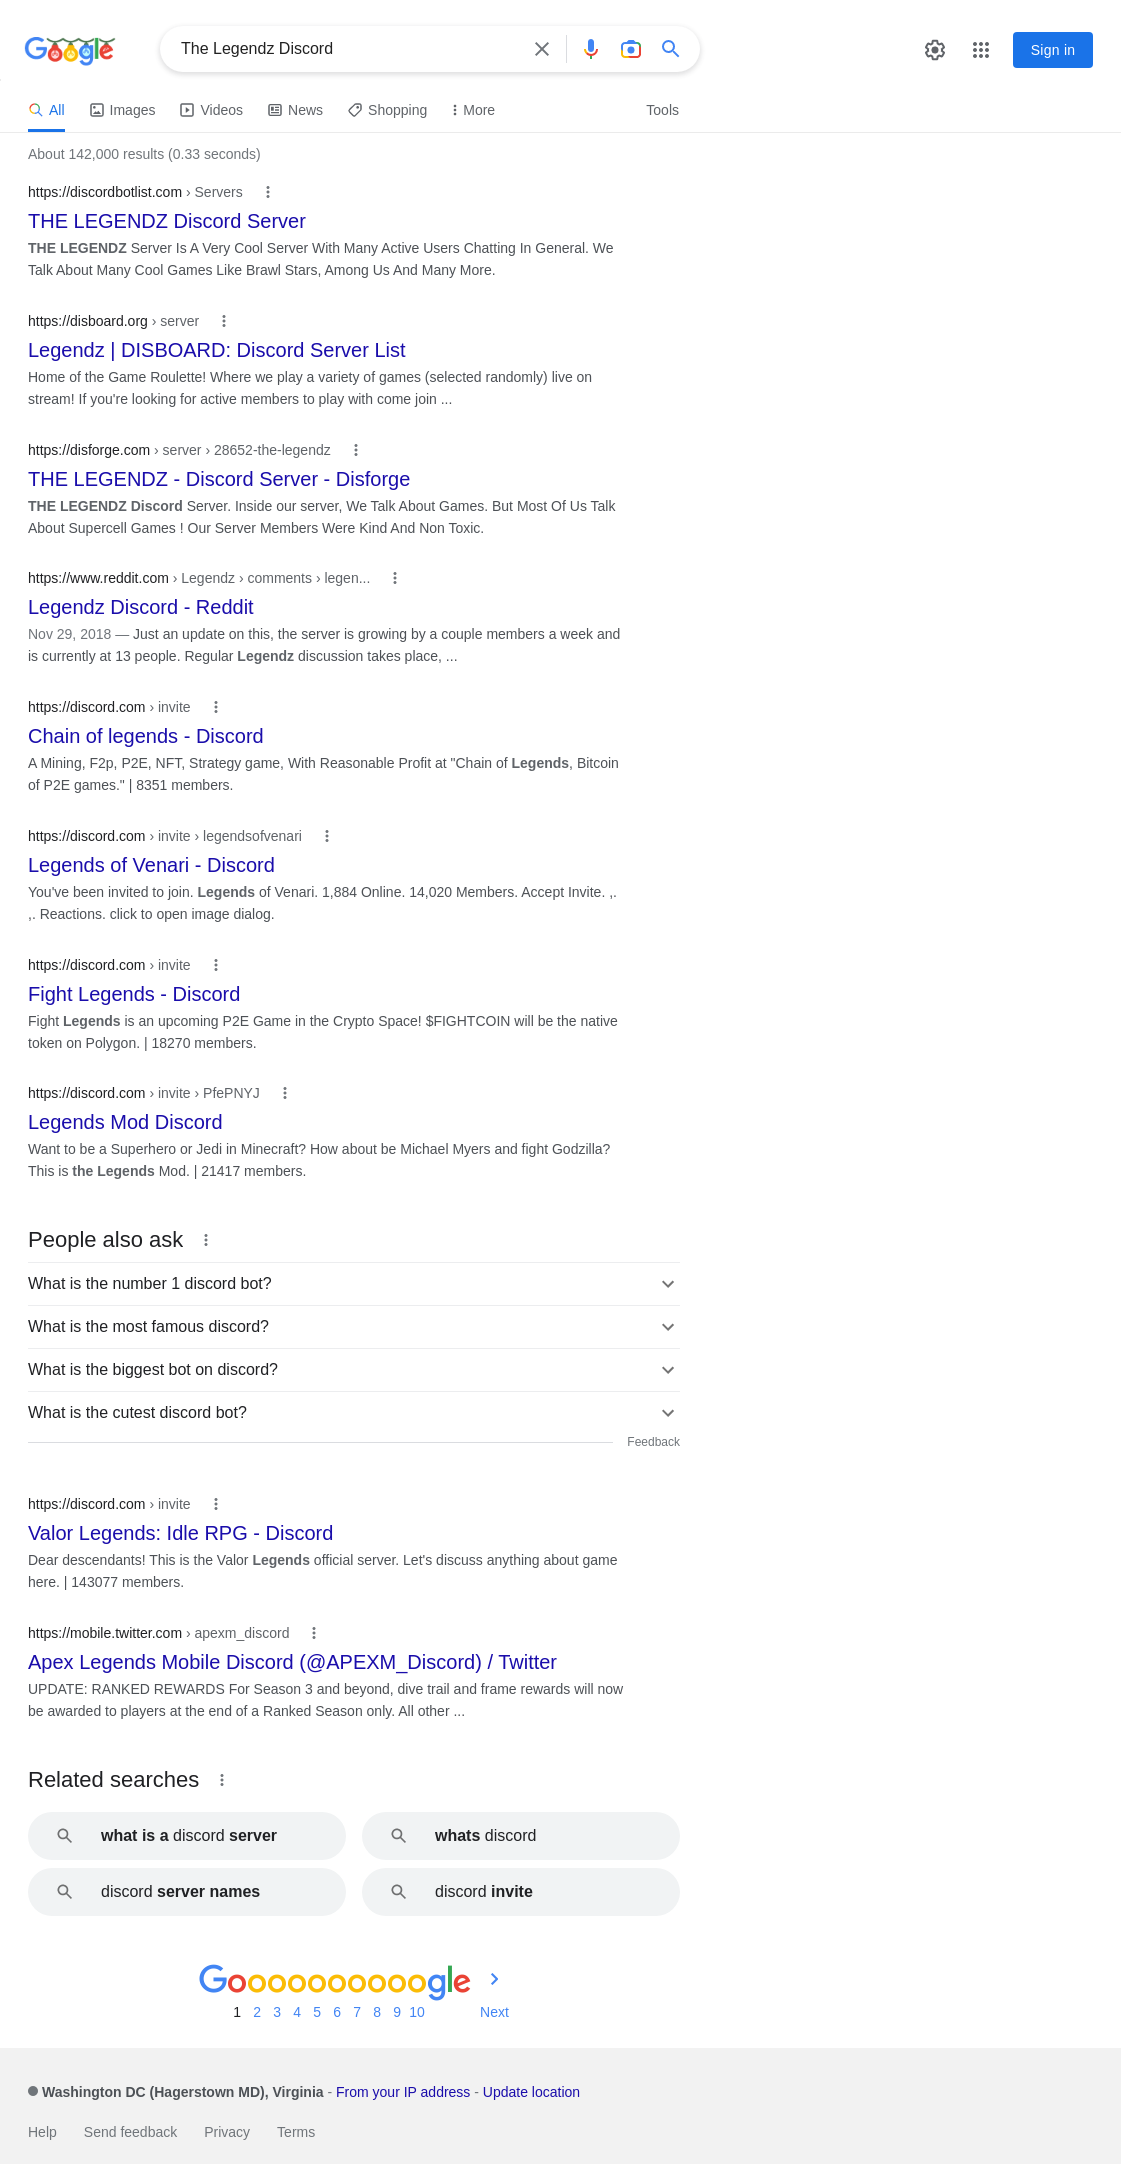 Google
The Legendz Discord
Sign in
All Images Videos News Shopping More Tools
About 142,000 results (0.33 seconds)
https://discordbotlist.com › Servers
THE LEGENDZ Discord Server
THE LEGENDZ Server Is A Very Cool Server With Many Active Users Chatting In General. We
Talk About Many Cool Games Like Brawl Stars, Among Us And Many More.
https://disboard.org › server
Legendz | DISBOARD: Discord Server List
Home of the Game Roulette! Where we play a variety of games (selected randomly) live on
stream! If you're looking for active members to play with come join ...
https://disforge.com › server › 28652-the-legendz
THE LEGENDZ - Discord Server - Disforge
THE LEGENDZ Discord Server. Inside our server, We Talk About Games. But Most Of Us Talk
About Supercell Games ! Our Server Members Were Kind And Non Toxic.
https://www.reddit.com › Legendz › comments › legen...
Legendz Discord - Reddit
Nov 29, 2018 — Just an update on this, the server is growing by a couple members a week and
is currently at 13 people. Regular Legendz discussion takes place, ...
https://discord.com › invite
Chain of legends - Discord
A Mining, F2p, P2E, NFT, Strategy game, With Reasonable Profit at "Chain of Legends, Bitcoin
of P2E games." | 8351 members.
https://discord.com › invite › legendsofvenari
Legends of Venari - Discord
You've been invited to join. Legends of Venari. 1,884 Online. 14,020 Members. Accept Invite. ,.
,. Reactions. click to open image dialog.
https://discord.com › invite
Fight Legends - Discord
Fight Legends is an upcoming P2E Game in the Crypto Space! $FIGHTCOIN will be the native
token on Polygon. | 18270 members.
https://discord.com › invite › PfePNYJ
Legends Mod Discord
Want to be a Superhero or Jedi in Minecraft? How about be Michael Myers and fight Godzilla?
This is the Legends Mod. | 21417 members.
People also ask
What is the number 1 discord bot?
What is the most famous discord?
What is the biggest bot on discord?
What is the cutest discord bot?
Feedback
https://discord.com › invite
Valor Legends: Idle RPG - Discord
Dear descendants! This is the Valor Legends official server. Let's discuss anything about game
here. | 143077 members.
https://mobile.twitter.com › apexm_discord
Apex Legends Mobile Discord (@APEXM_Discord) / Twitter
UPDATE: RANKED REWARDS For Season 3 and beyond, dive trail and frame rewards will now
be awarded to players at the end of a Ranked Season only. All other ...
Related searches
what is a discord server
whats discord
discord server names
discord invite
Goooooooooogle
1 2 3 4 5 6 7 8 9 10 Next
Washington DC (Hagerstown MD), Virginia - From your IP address - Update location
Help Send feedback Privacy Terms